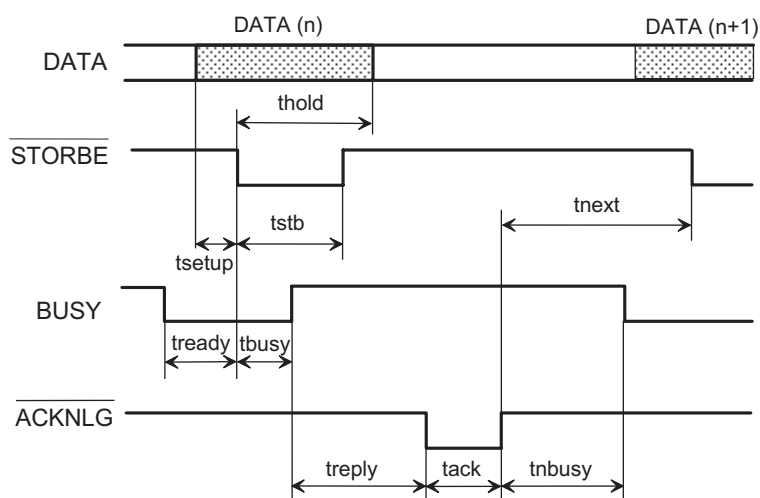 DATA (n)
DATA (n+1)
DATA
thold
STORBE
tnext
tstb
tsetup
BUSY
tready
tbusy
ACKNLG
treply
tack
tnbusy